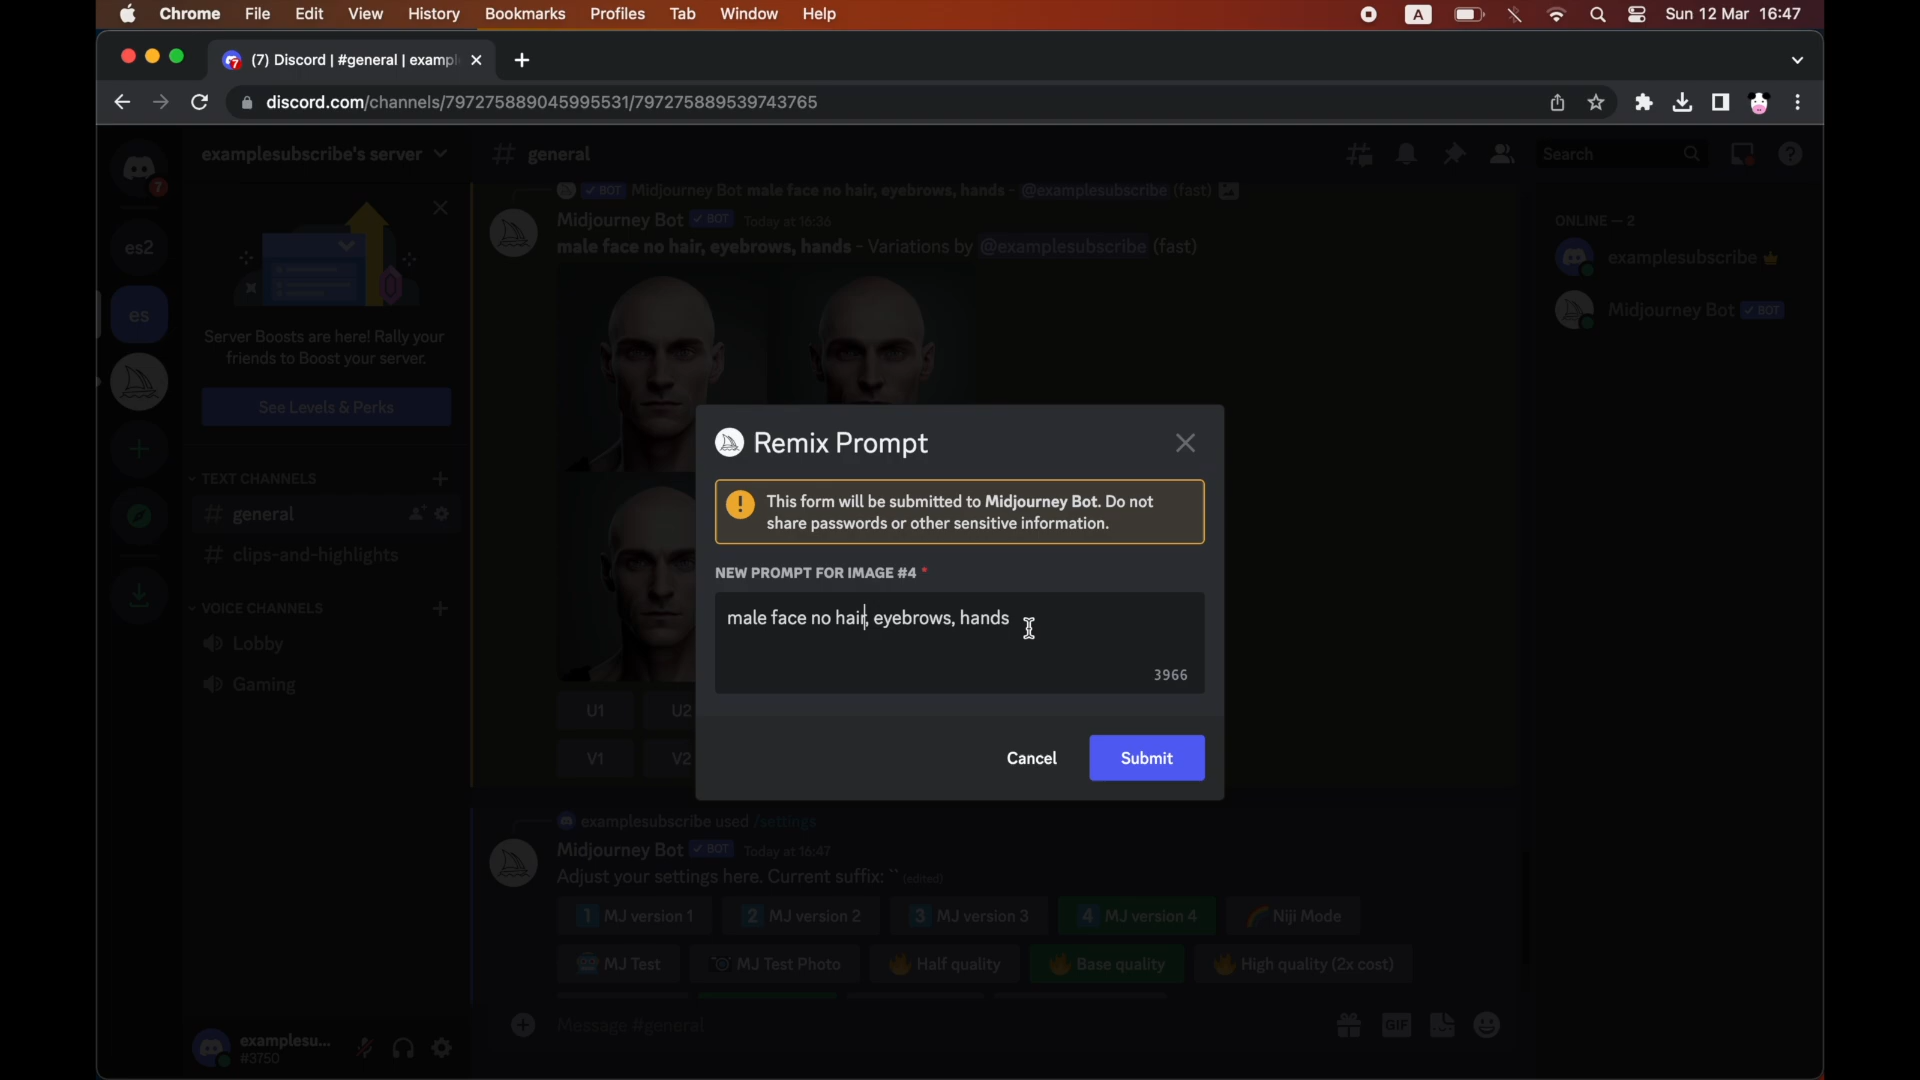 Chrome File Edit View History Bookmarks Profiles Tab Window Help A Sun 12 Mar 16:47
(7) Discord | #general | exampl
discord.com/channels/797275889045995531/797275889539743765
examplesubscribe's server
general
Search
7
BOT Midjourney Bot male face no hair, eyebrows, hands - @examplesubscribe (fast)
Midjourney Bot BOT Today at 16:36
male face no hair, eyebrows, hands - Variations by @examplesubscribe (fast)
ONLINE — 2
examplesubscribe
Midjourney Bot BOT
es2
es
Server Boosts are here! Rally your
friends to Boost your server.
See Levels & Perks
TEXT CHANNELS
general
clips-and-highlights
VOICE CHANNELS
Lobby
Gaming
Remix Prompt
This form will be submitted to Midjourney Bot. Do not
share passwords or other sensitive information.
NEW PROMPT FOR IMAGE #4 *
male face no hair, eyebrows, hands
3966
Cancel Submit
U1 U2
V1 V2
examplesubscribe used /settings
Midjourney Bot BOT Today at 16:47
Adjust your settings here. Current suffix: `` (edited)
1 MJ version 1 2 MJ version 2 3 MJ version 3 4 MJ version 4 Niji Mode
MJ Test MJ Test Photo Half quality Base quality High quality (2x cost)
Message #general
GIF
examplesu...
#3750